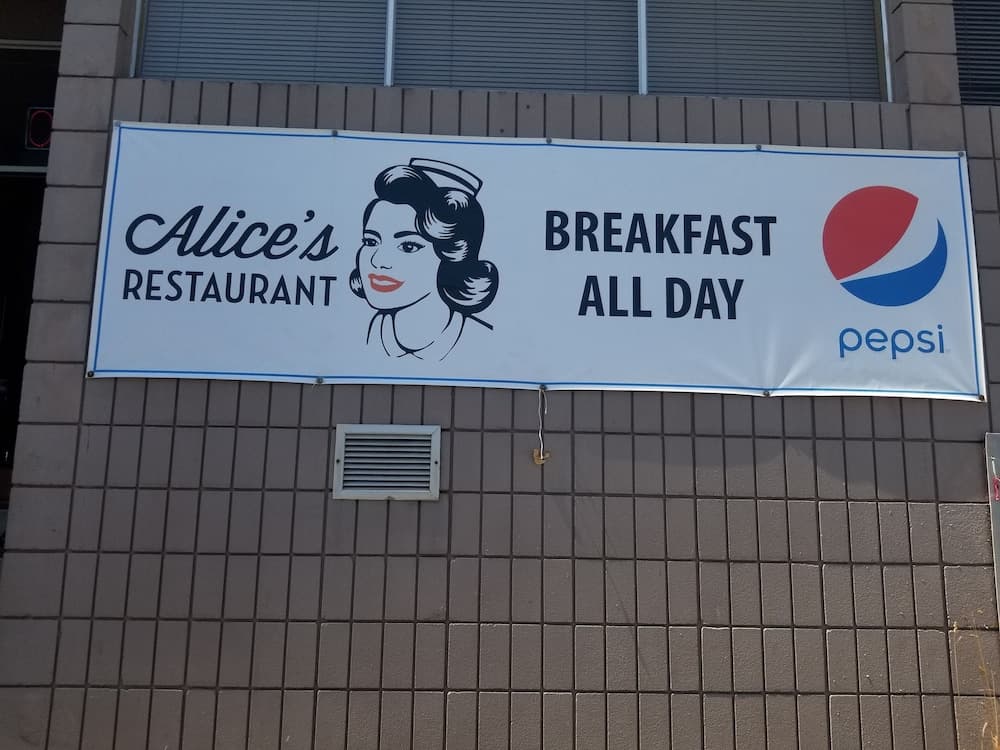 Alice's
RESTAURANT
BREAKFAST
ALL DAY
pepsi